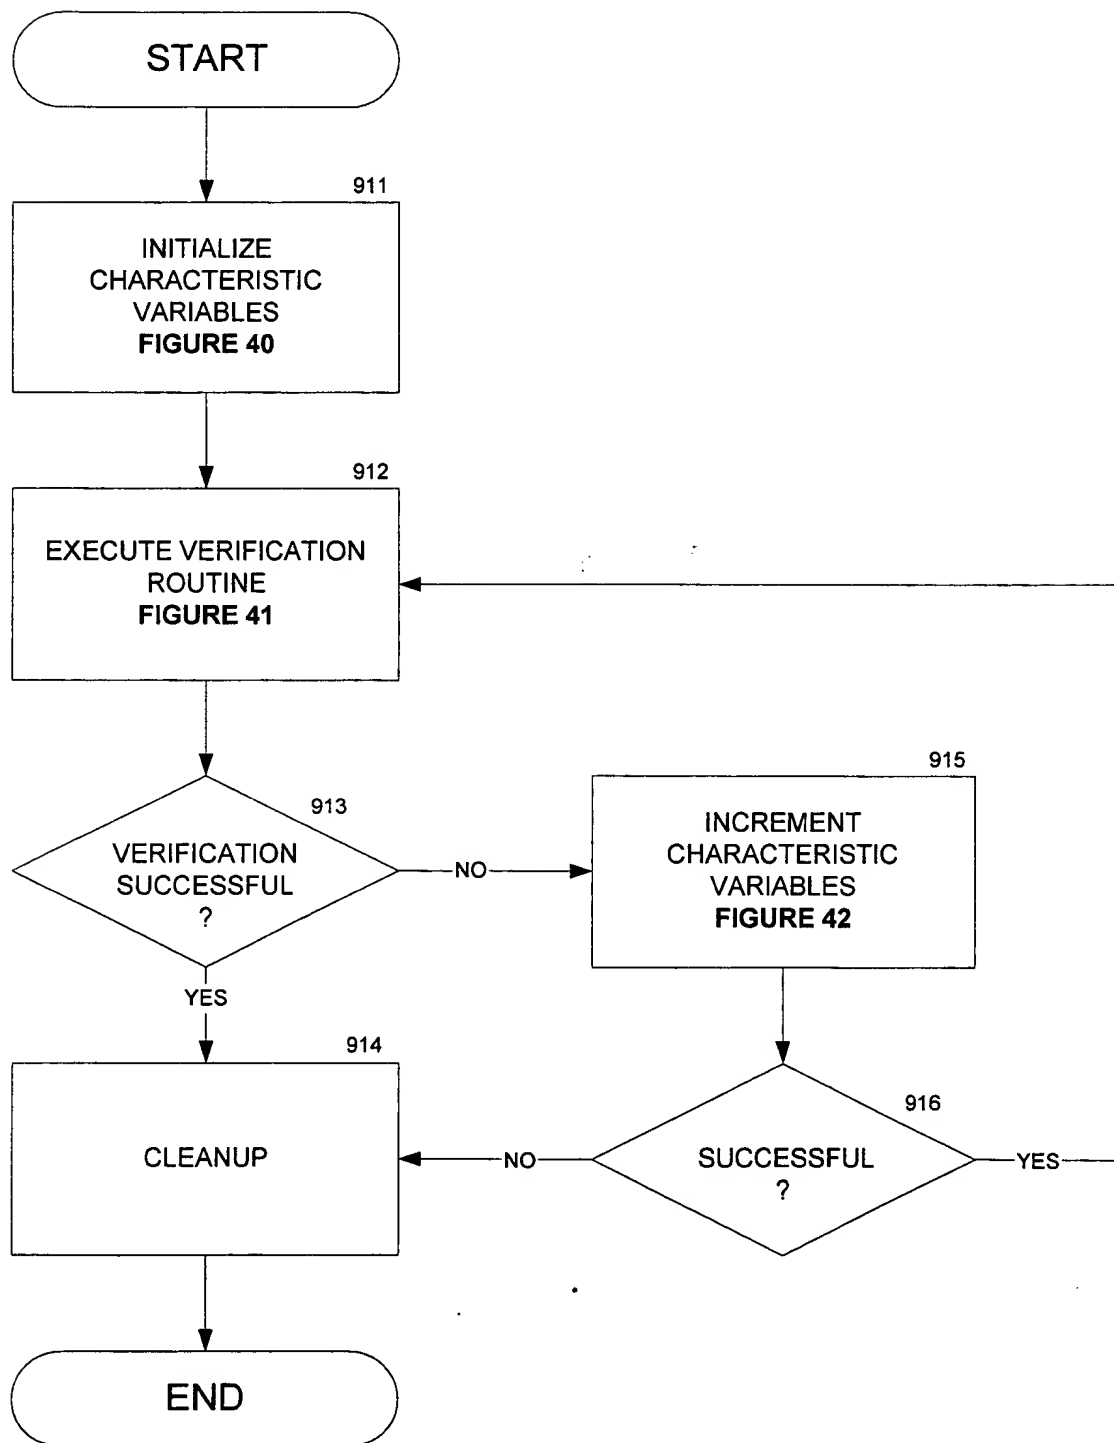 START
911
INITIALIZE
CHARACTERISTIC
VARIABLES
FIGURE 40
912
EXECUTE VERIFICATION
ROUTINE
FIGURE 41
913
VERIFICATION
SUCCESSFUL
?
NO
915
INCREMENT
CHARACTERISTIC
VARIABLES
FIGURE 42
YES
914
CLEANUP
NO
916
SUCCESSFUL
?
YES
END